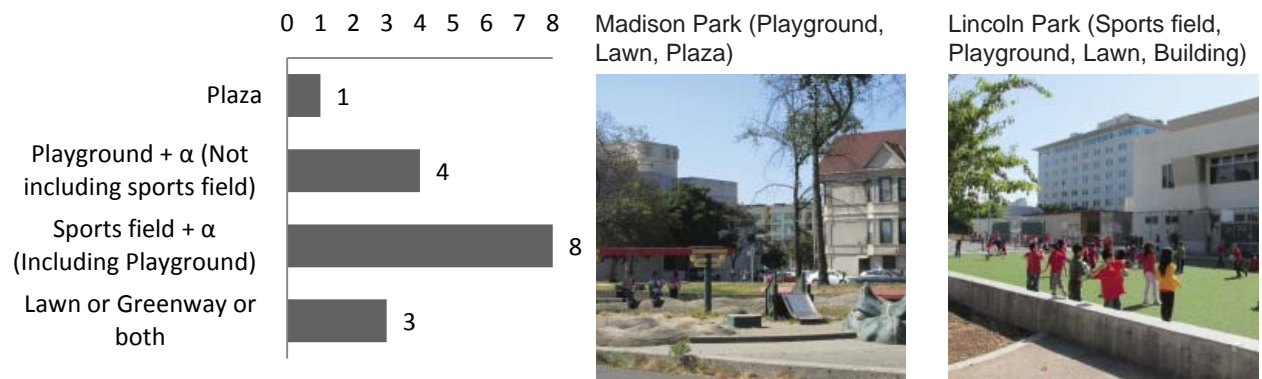 0 1 2 3 4 5 6 7 8
Plaza
1
Playground + α (Not
including sports field)
4
Sports field + α
(Including Playground)
8
Lawn or Greenway or
both
3
Madison Park (Playground,
Lawn, Plaza)
Lincoln Park (Sports field,
Playground, Lawn, Building)